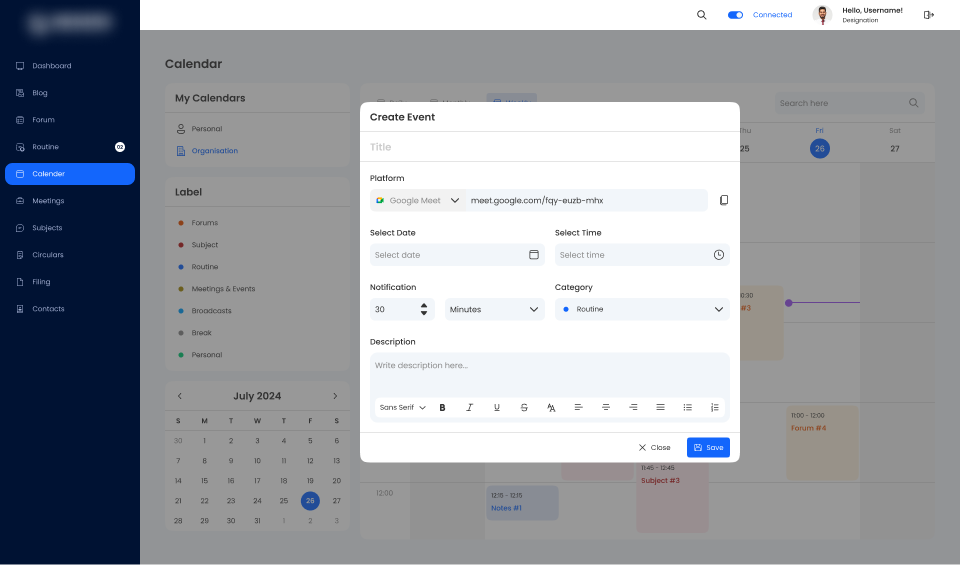 Hello, Username!
Connected
Designation
Dashboard
Blog
Forum
Routine
02
Calender
Meetings
Subjects
Circulars
Filing
Contacts
Calendar
My Calendars
Personal
Organisation
Label
Forums
Subject
Routine
Meetings & Events
Broadcasts
Break
Personal
July 2024
S M T W T F S
30 1 2 3 4 5 6
7 8 9 10 11 12 13
14 15 16 17 18 19 20
21 22 23 24 25 26 27
28 29 30 31 1 2 3
Search here
Thu Fri Sat
25 26 27
Create Event
Title
Platform
Google Meet
meet.google.com/fqy-euzb-mhx
Select Date
Select Time
Select date
Select time
Notification
Category
30
Minutes
Routine
Description
Write description here...
Sans Serif
B I U S
Close
Save
10:30
#3
11:00 - 12:00
Forum #4
11:45 - 12:15
Subject #3
12:00
12:15 - 12:15
Notes #1